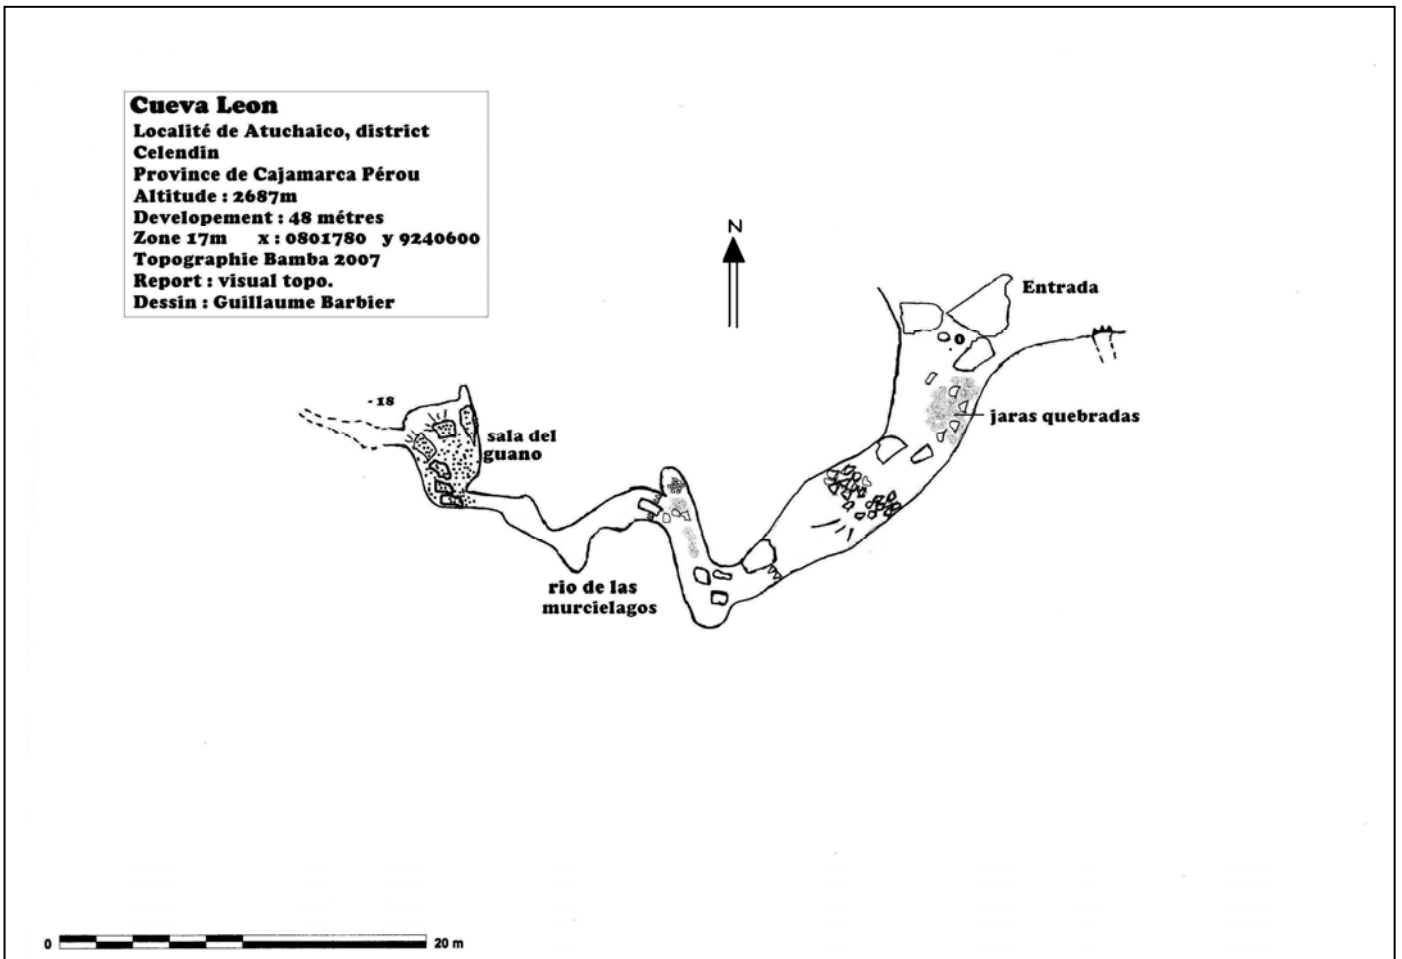 Cueva Leon
Localité de Atuchaico, district
Celendin
Province de Cajamarca Pérou
Altitude : 2687m
Developement : 48 métres
Zone 17m x : 0801780 y 9240600
Topographie Bamba 2007
Report : visual topo.
Dessin : Guillaume Barbier
N
Entrada
0
jaras quebradas
-18
sala del
guano
rio de las
murcielagos
0 20 m